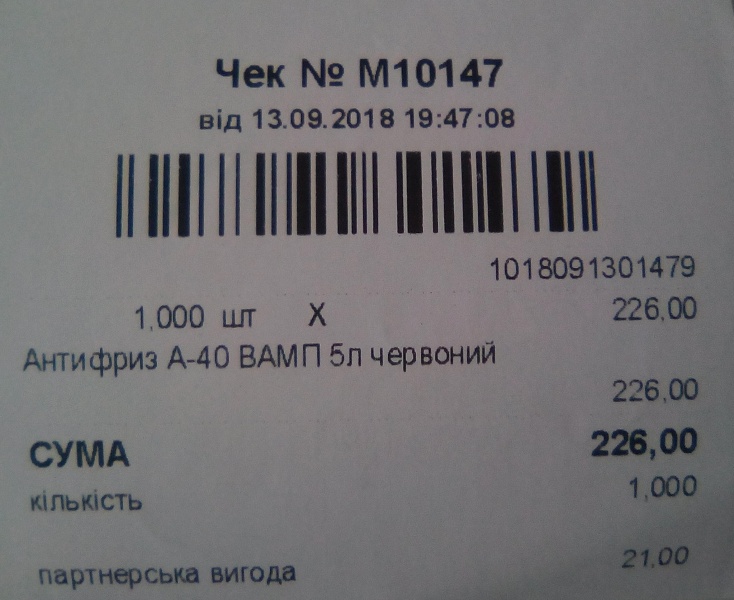 Чек № М10147
від 13.09.2018 19:47:08
1018091301479
1,000 шт X 226,00
Антифриз А-40 ВАМП 5л червоний
226,00
СУМА 226,00
кількість 1,000
партнерська вигода 21,00